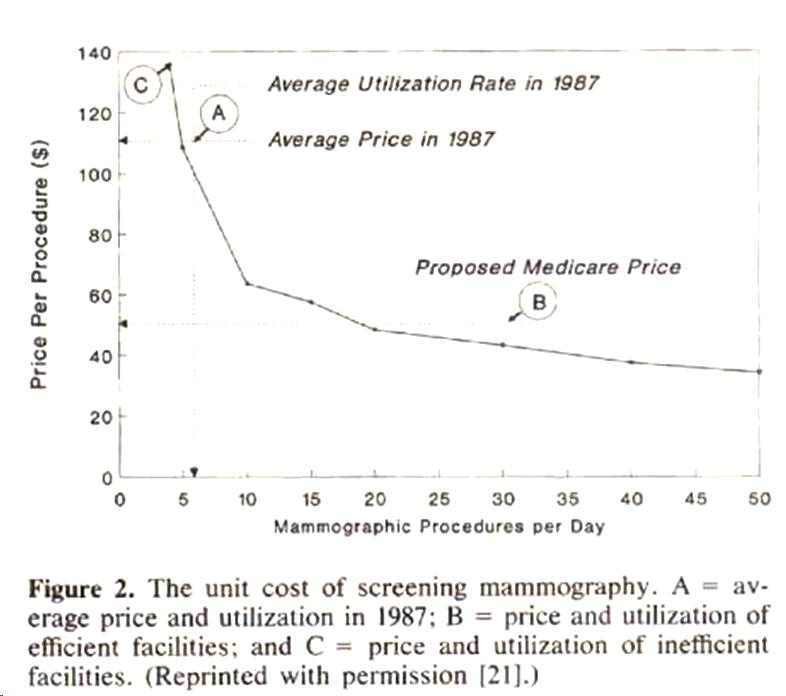 140
120
100
80
60
40
20
0
Price Per Procedure ($)
C
A
Average Utilization Rate in 1987
Average Price in 1987
Proposed Medicare Price
B
0 5 10 15 20 25 30 35 40 45 50
Mammographic Procedures per Day
Figure 2. The unit cost of screening mammography. A = av-
erage price and utilization in 1987; B = price and utilization of
efficient facilities; and C = price and utilization of inefficient
facilities. (Reprinted with permission [21].)